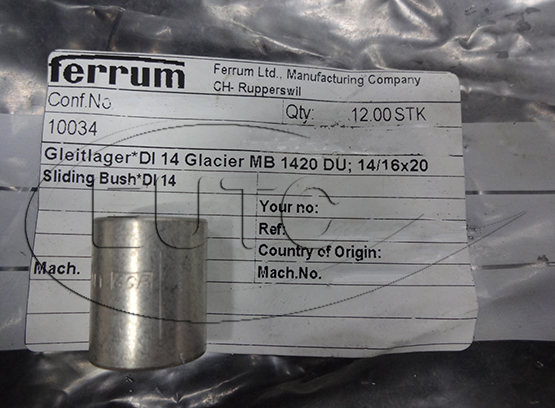 ferrum
Ferrum Ltd., Manufacturing Company
CH- Rupperswil
Conf.No.
Qty: 12.00 STK
10034
Gleitlager*DI 14 Glacier MB 1420 DU; 14/16x20
Sliding Bush*DI 14
Your no:
Ref:
Country of Origin:
Mach.
Mach.No.
LUTC